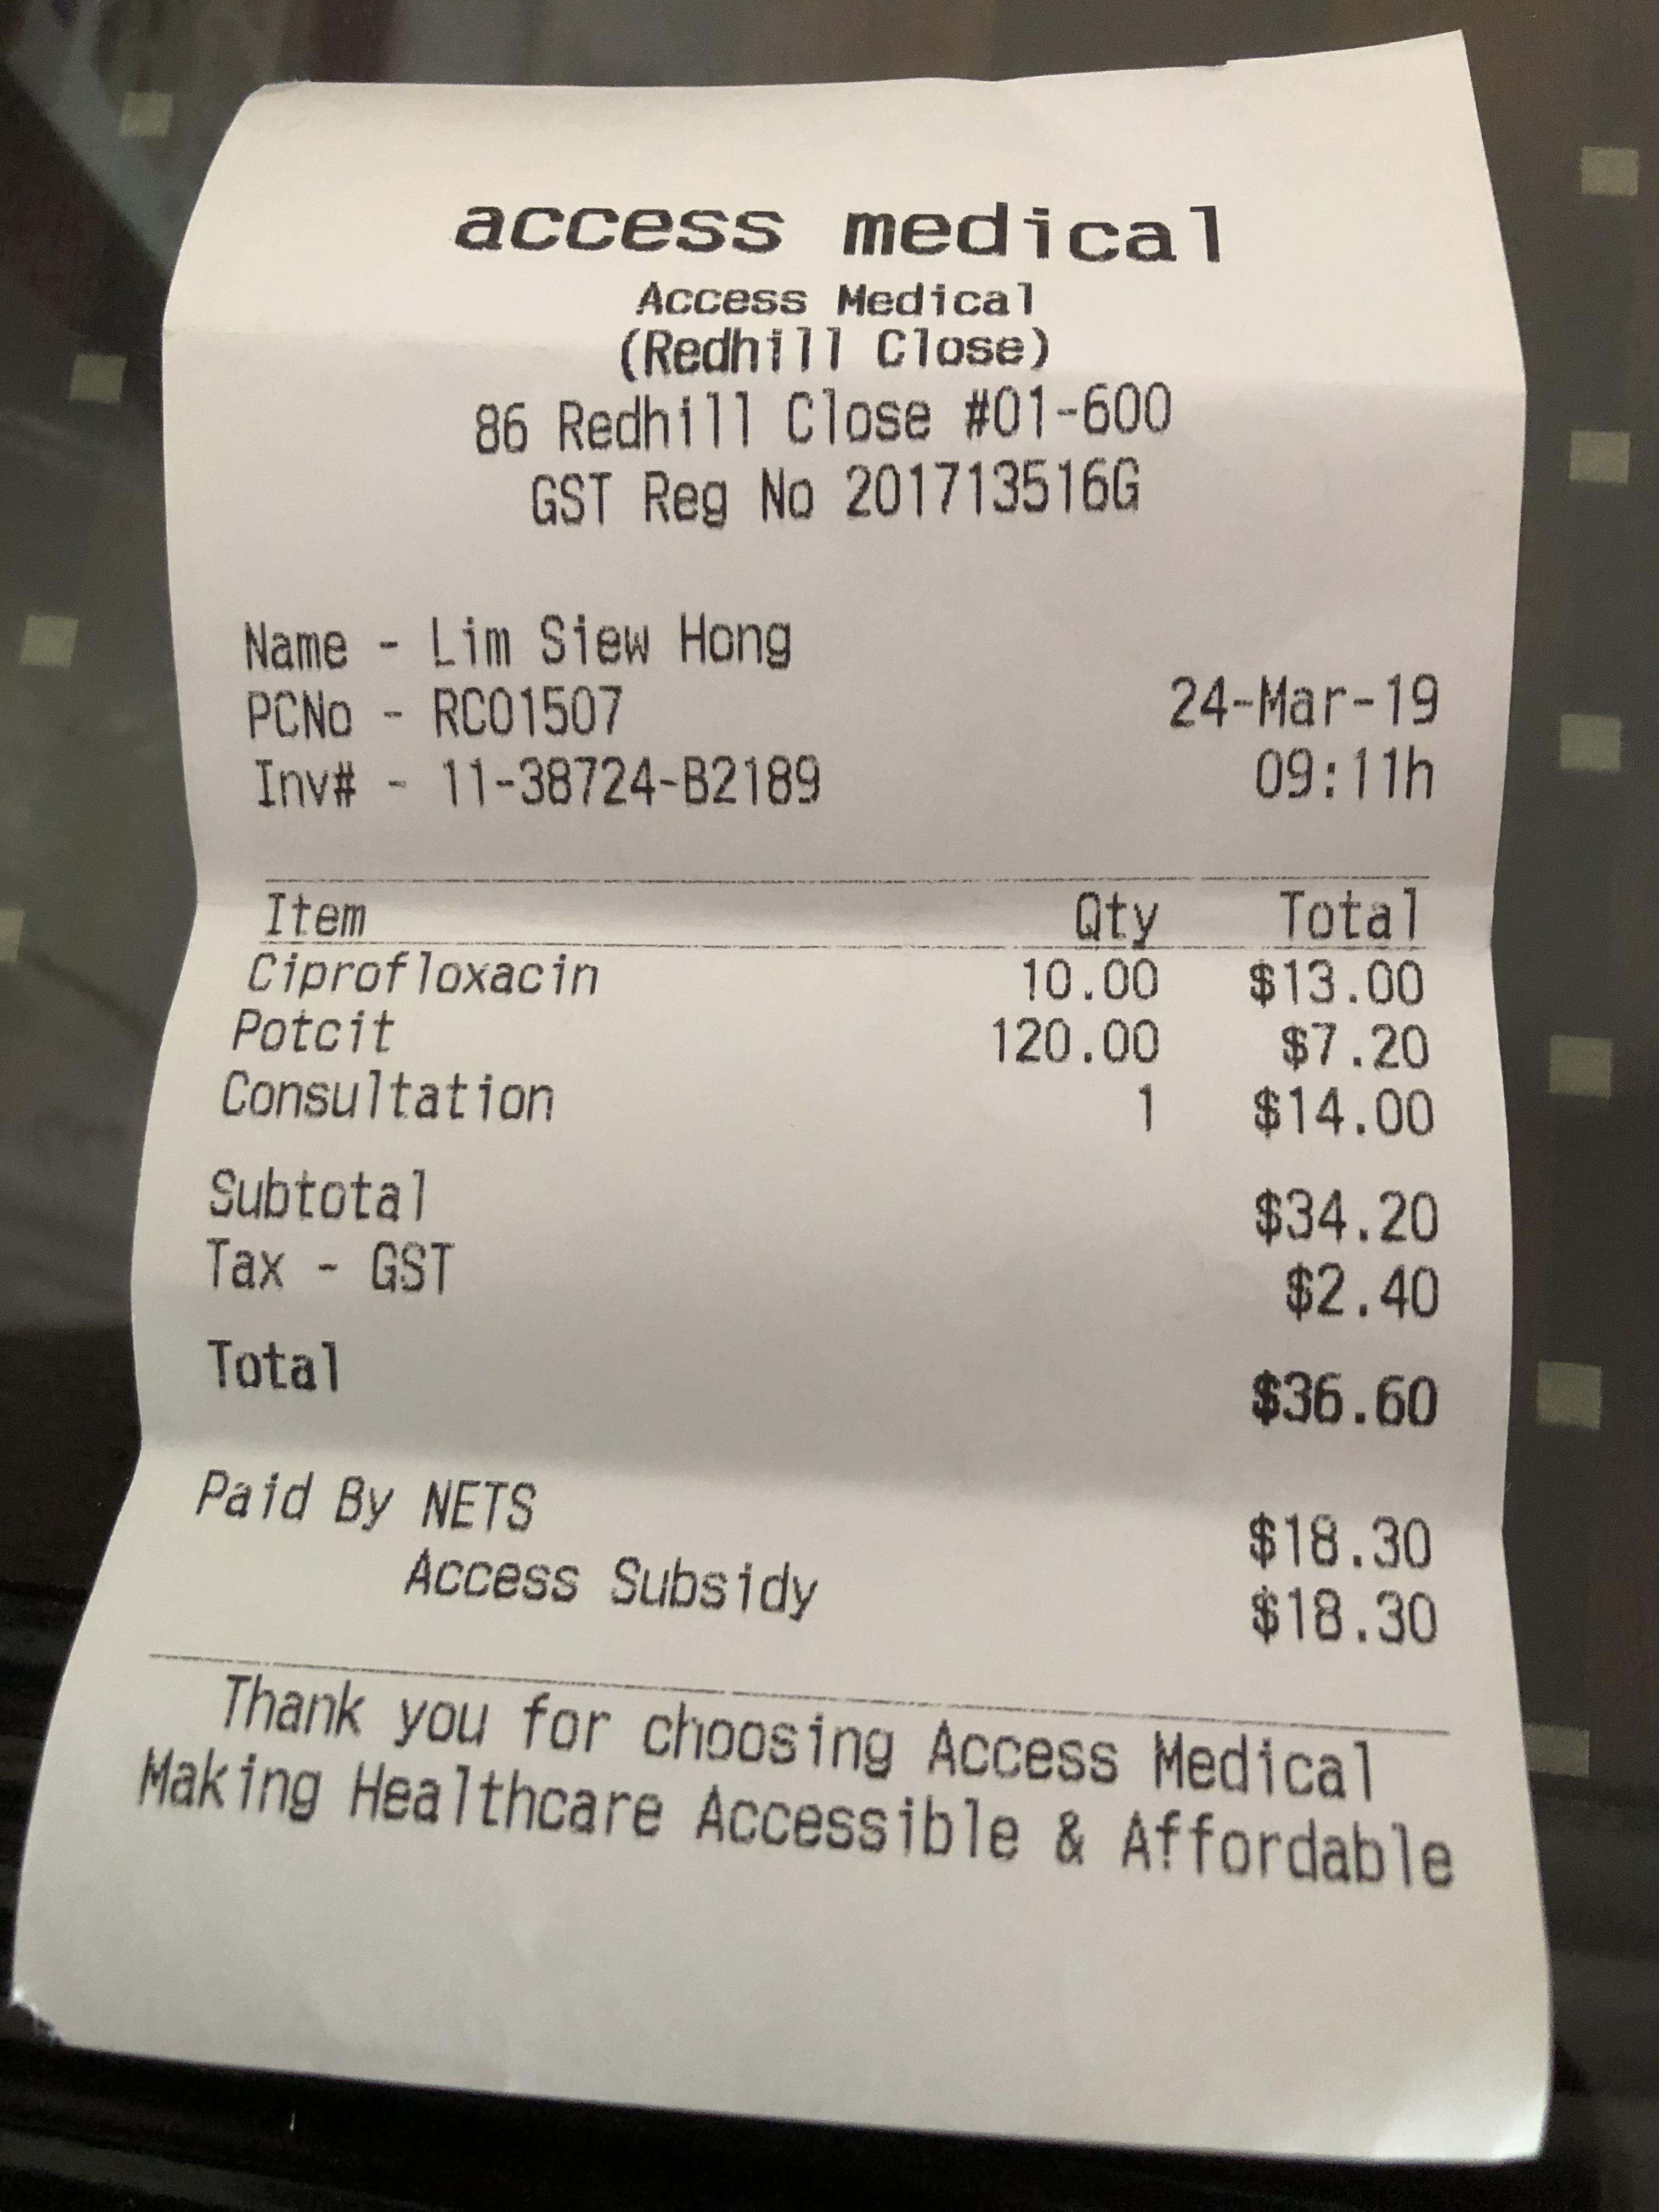 access medical
Access Medical
(Redhill Close)
86 Redhill Close #01-600
GST Reg No 201713516G
Name - Lim Siew Hong
PCNo - RC01507 24-Mar-19
Inv# - 11-38724-B2189 09:11h
Item Qty Total
Ciprofloxacin 10.00 $13.00
Potcit 120.00 $7.20
Consultation 1 $14.00
Subtotal $34.20
Tax - GST $2.40
Total $36.60
Paid By NETS $18.30
Access Subsidy $18.30
Thank you for choosing Access Medical
Making Healthcare Accessible & Affordable